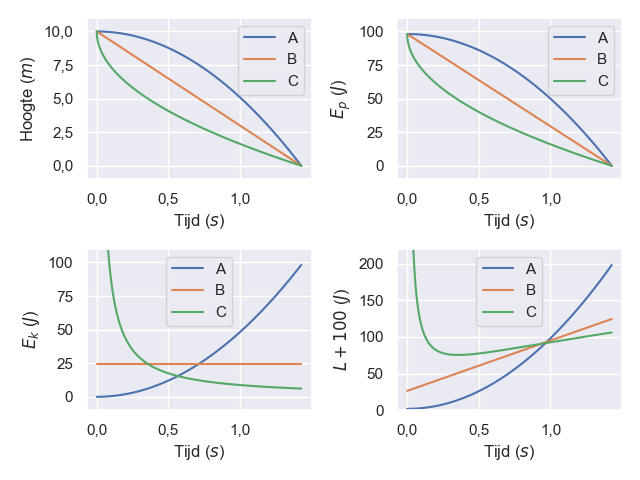 10,0
7,5
5,0
2,5
0,0
Hoogte (m)
0,0 0,5 1,0
Tijd (s)
A
B
C
100
75
50
25
0
E_p (J)
0,0 0,5 1,0
Tijd (s)
A
B
C
100
75
50
25
0
E_k (J)
0,0 0,5 1,0
Tijd (s)
A
B
C
200
150
100
50
0
L + 100 (J)
0,0 0,5 1,0
Tijd (s)
A
B
C